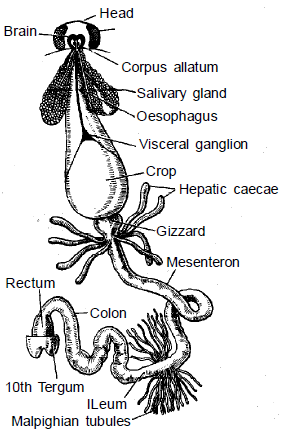 Head
Brain
Corpus allatum
Salivary gland
Oesophagus
Visceral ganglion
Crop
Hepatic caecae
Gizzard
Mesenteron
Rectum
Colon
10th Tergum
ILeum
Malpighian tubules